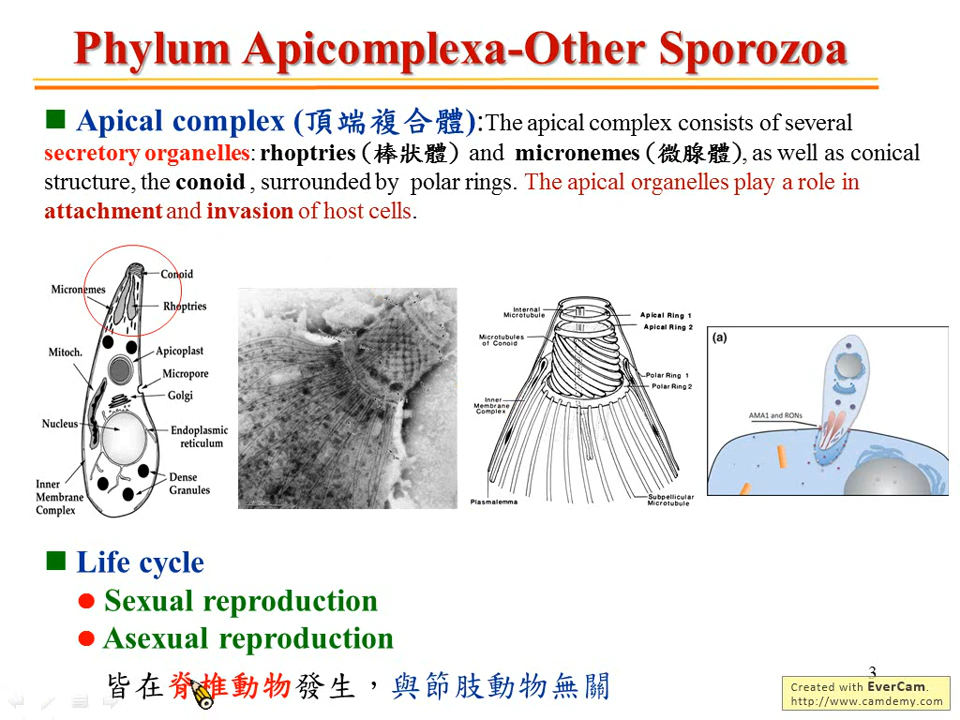 Phylum Apicomplexa-Other Sporozoa
Apical complex (頂端複合體):The apical complex consists of several
secretory organelles: rhoptries (棒狀體) and micronemes (微腺體), as well as conical
structure, the conoid , surrounded by polar rings. The apical organelles play a role in
attachment and invasion of host cells.
Conoid
Micronemes
Rhoptries
Mitoch.
Apicoplast
Micropore
Golgi
Nucleus
Endoplasmic
reticulum
Dense
Granules
Inner
Membrane
Complex
Internal
Microtubule
Apical Ring 1
Apical Ring 2
Microtubules
of Conoid
Polar Ring 1
Polar Ring 2
Inner
Membrane
Complex
Plasmalemma
Subpellicular
Microtubule
(a)
AMA1 and RONs
Life cycle
Sexual reproduction
Asexual reproduction
皆在脊椎動物發生，與節肢動物無關
3
Created with EverCam.
http://www.camdemy.com